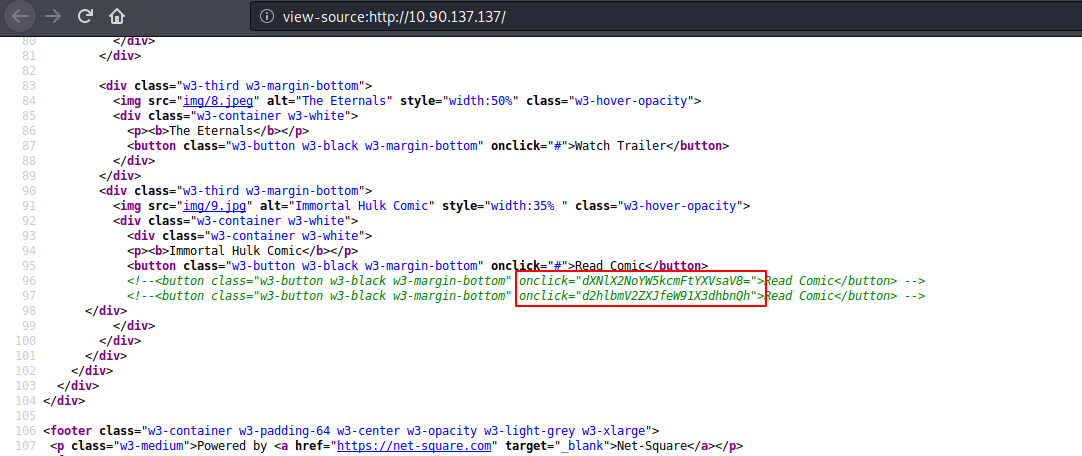 view-source:http://10.90.137.137/
80 </div>
81 </div>
82
83 <div class="w3-third w3-margin-bottom">
84 <img src="img/8.jpeg" alt="The Eternals" style="width:50%" class="w3-hover-opacity">
85 <div class="w3-container w3-white">
86 <p><b>The Eternals</b></p>
87 <button class="w3-button w3-black w3-margin-bottom" onclick="#">Watch Trailer</button>
88 </div>
89 </div>
90 <div class="w3-third w3-margin-bottom">
91 <img src="img/9.jpg" alt="Immortal Hulk Comic" style="width:35% " class="w3-hover-opacity">
92 <div class="w3-container w3-white">
93 <div class="w3-container w3-white">
94 <p><b>Immortal Hulk Comic</b></p>
95 <button class="w3-button w3-black w3-margin-bottom" onclick="#">Read Comic</button>
96 <!--<button class="w3-button w3-black w3-margin-bottom" onclick="dXNlX2NoYW5kcmFtYXVsaV8=">Read Comic</button> -->
97 <!--<button class="w3-button w3-black w3-margin-bottom" onclick="d2hlbmV2ZXJfeW91X3dhbnQh">Read Comic</button> -->
98 </div>
99 </div>
100 </div>
101 </div>
102 </div>
103 </div>
104 </div>
105
106 <footer class="w3-container w3-padding-64 w3-center w3-opacity w3-light-grey w3-xlarge">
107 <p class="w3-medium">Powered by <a href="https://net-square.com" target="_blank">Net-Square</a></p>